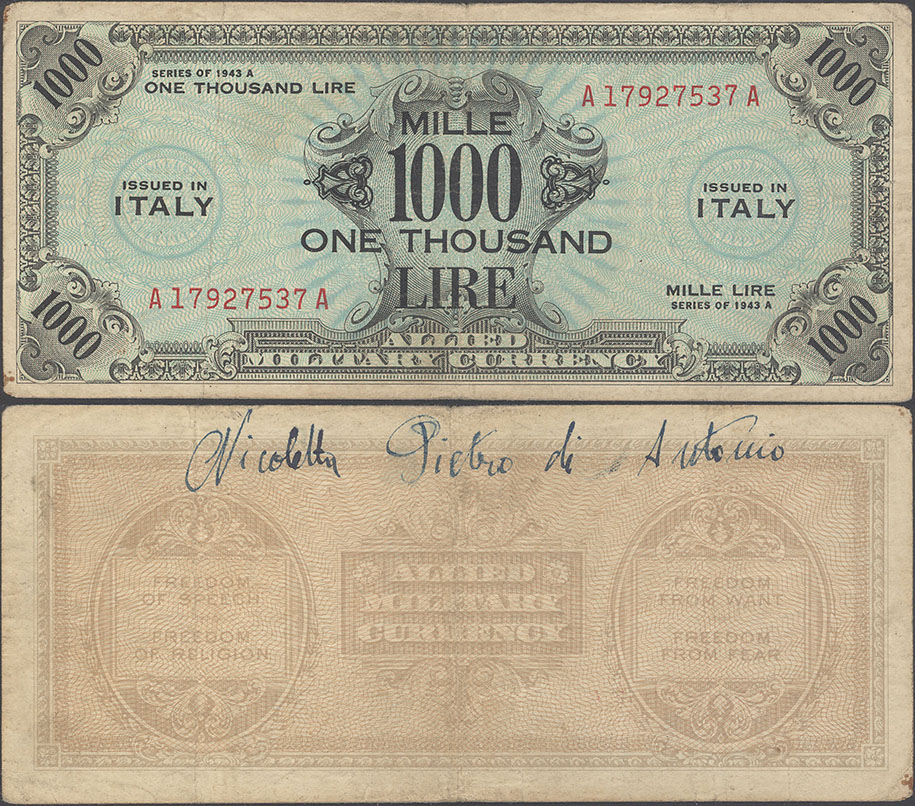 1000
1000
SERIES OF 1943 A
ONE THOUSAND LIRE
A 17927537 A
MILLE
1000
ONE THOUSAND
LIRE
ISSUED IN
ITALY
ISSUED IN
ITALY
A 17927537 A
MILLE LIRE
SERIES OF 1943 A
1000
1000
ALLIED
MILITARY CURRENCY
Nicoletta Pietro di Antonio
FREEDOM
OF SPEECH
FREEDOM
OF RELIGION
ALLIED
MILITARY
CURRENCY
FREEDOM
FROM WANT
FREEDOM
FROM FEAR